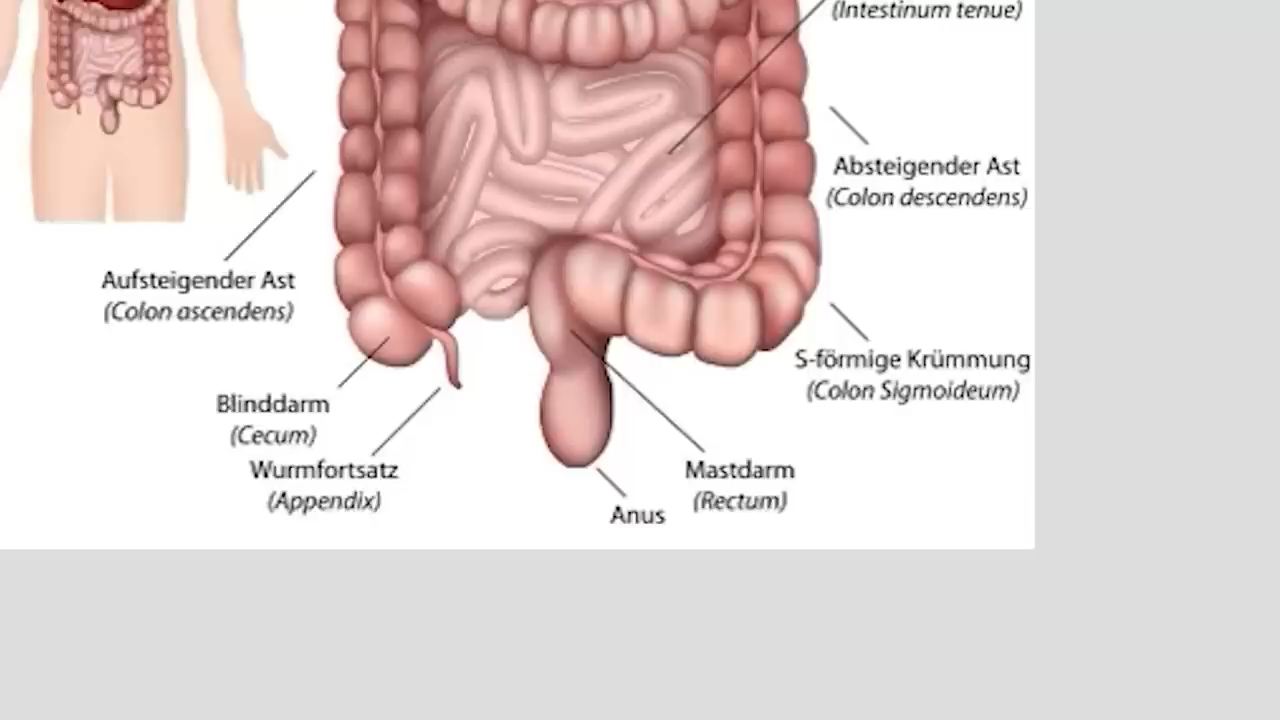 (Intestinum tenue)
Absteigender Ast
(Colon descendens)
Aufsteigender Ast
(Colon ascendens)
S-förmige Krümmung
(Colon Sigmoideum)
Blinddarm
(Cecum)
Wurmfortsatz
(Appendix)
Mastdarm
(Rectum)
Anus